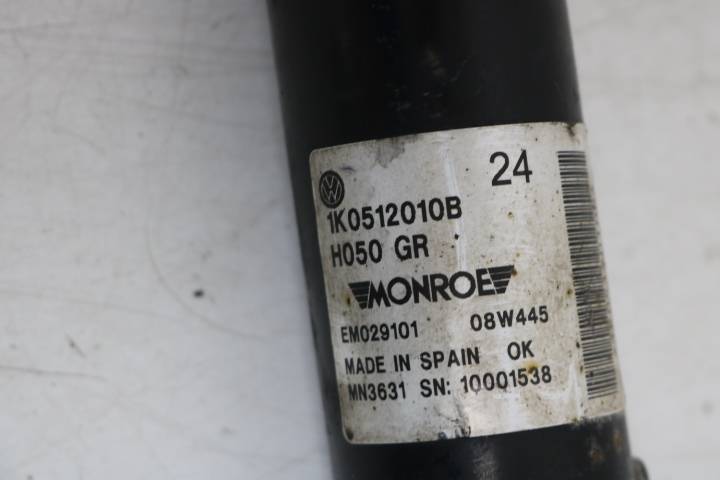 24
1K0512010B
H050 GR
MONROE
EM029101 08W445
MADE IN SPAIN OK
MN3631 SN: 10001538